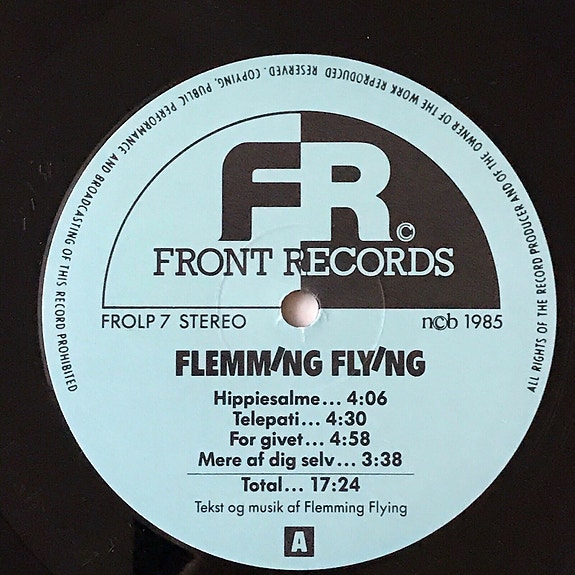 ALL RIGHTS OF THE RECORD PRODUCER AND OF THE OWNER OF THE WORK REPRODUCED RESERVED. COPYING, PUBLIC PERFORMANCE AND BROADCASTING OF THIS RECORD PROHIBITED
FR ©
FRONT RECORDS
FROLP 7 STEREO ncb 1985
FLEMMING FLYING
Hippiesalme... 4:06
Telepati... 4:30
For givet... 4:58
Mere af dig selv... 3:38
Total... 17:24
Tekst og musik af Flemming Flying
A